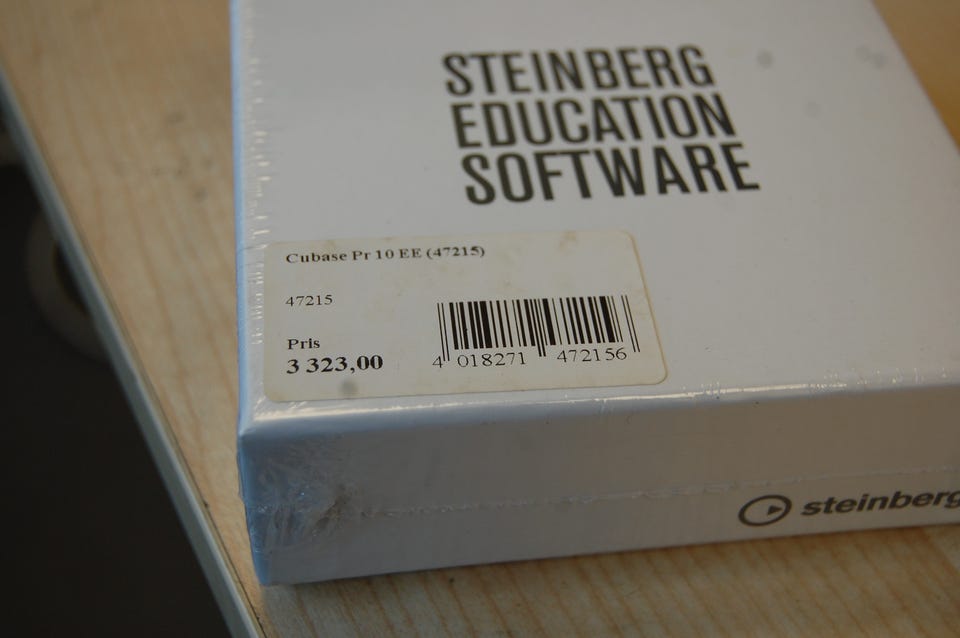 STEINBERG
EDUCATION
SOFTWARE
Cubase Pr 10 EE (47215)
47215
Pris
3 323,00
4 018271 472156
steinberg